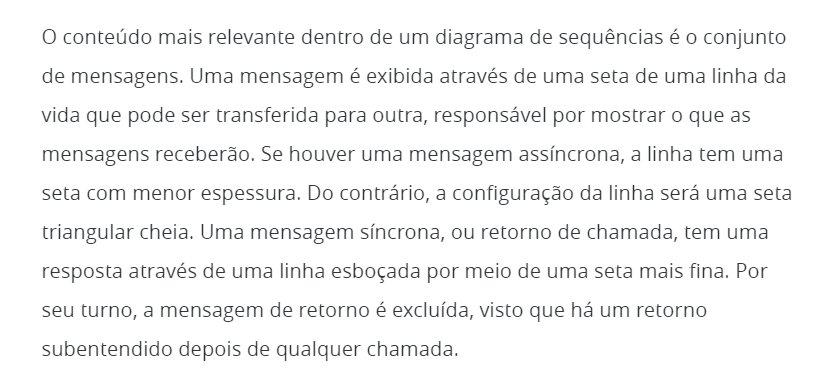 O conteúdo mais relevante dentro de um diagrama de sequências é o conjunto
de mensagens. Uma mensagem é exibida através de uma seta de uma linha da
vida que pode ser transferida para outra, responsável por mostrar o que as
mensagens receberão. Se houver uma mensagem assíncrona, a linha tem uma
seta com menor espessura. Do contrário, a configuração da linha será uma seta
triangular cheia. Uma mensagem síncrona, ou retorno de chamada, tem uma
resposta através de uma linha esboçada por meio de uma seta mais fina. Por
seu turno, a mensagem de retorno é excluída, visto que há um retorno
subentendido depois de qualquer chamada.